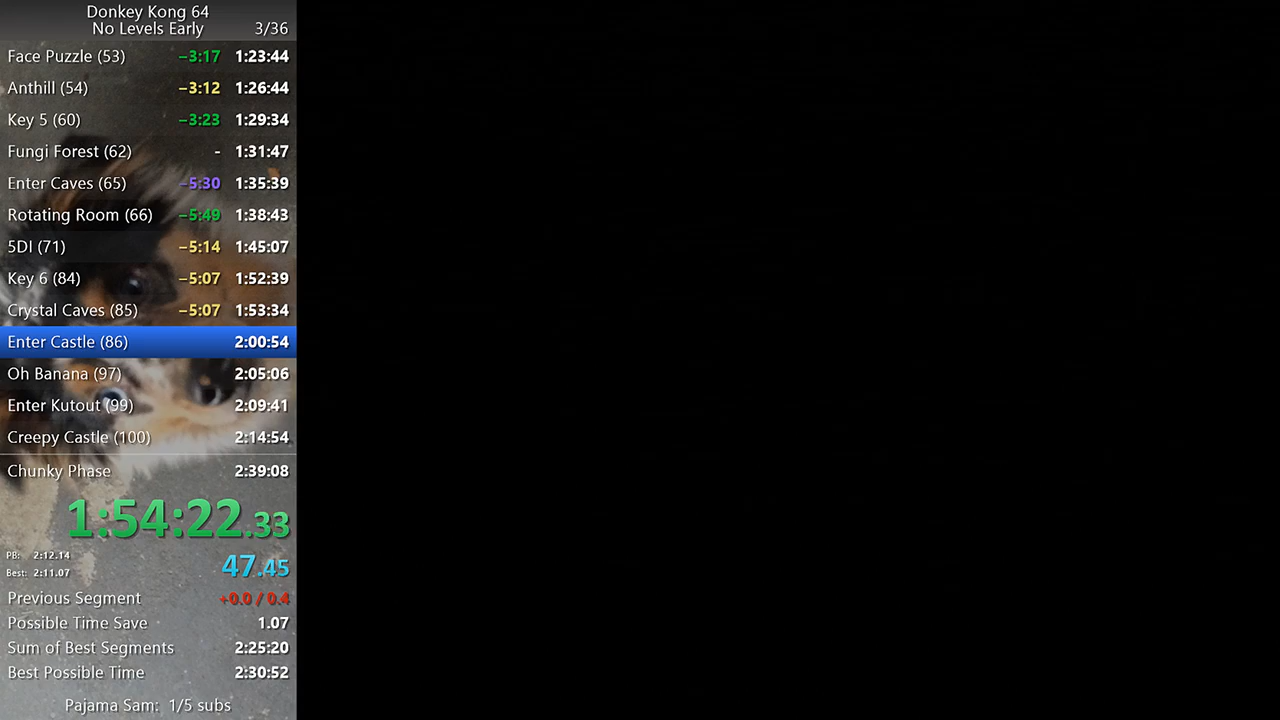 Donkey Kong 64
No Levels Early 3/36
Face Puzzle (53) −3:17 1:23:44
Anthill (54) −3:12 1:26:44
Key 5 (60) −3:23 1:29:34
Fungi Forest (62) - 1:31:47
Enter Caves (65) −5:30 1:35:39
Rotating Room (66) −5:49 1:38:43
5DI (71) −5:14 1:45:07
Key 6 (84) −5:07 1:52:39
Crystal Caves (85) −5:07 1:53:34
Enter Castle (86) 2:00:54
Oh Banana (97) 2:05:06
Enter Kutout (99) 2:09:41
Creepy Castle (100) 2:14:54
Chunky Phase 2:39:08
1:54:22.33
PB: 2:12.14 47.45
Best: 2:11.07
Previous Segment +0.0 / 0.4
Possible Time Save 1.07
Sum of Best Segments 2:25:20
Best Possible Time 2:30:52
Pajama Sam: 1/5 subs